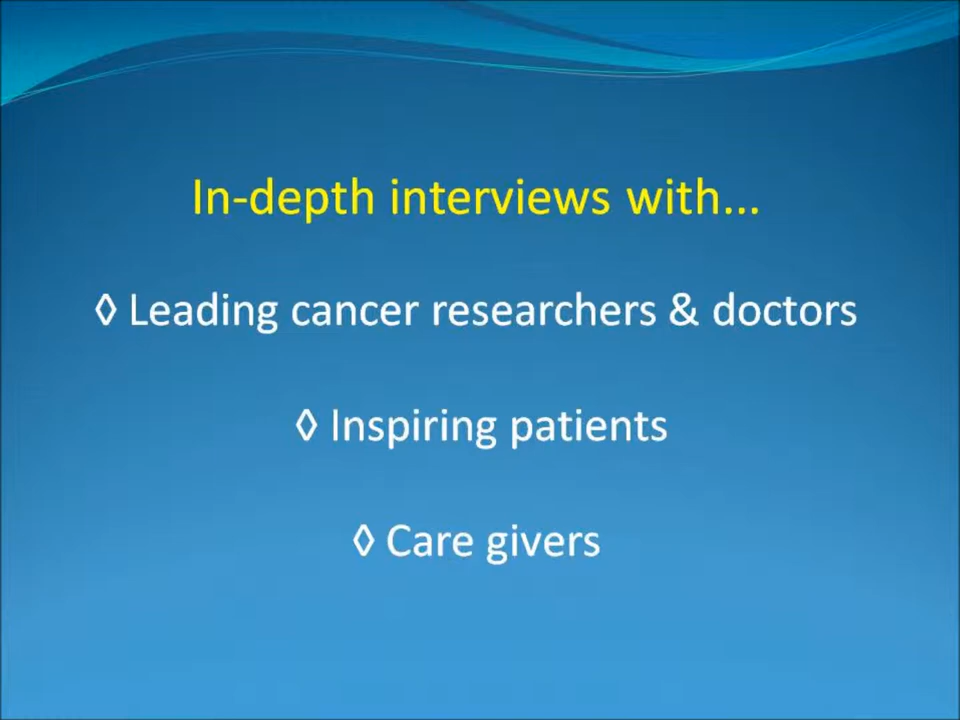 In-depth interviews with...
◊ Leading cancer researchers & doctors
◊ Inspiring patients
◊ Care givers